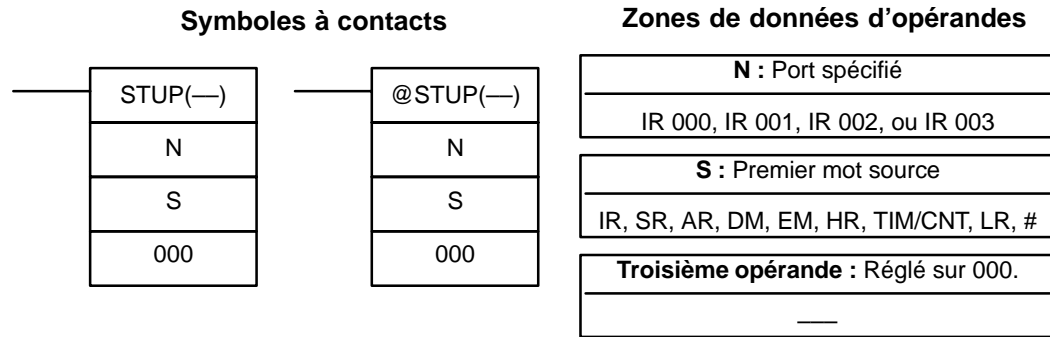 Symboles à contacts
STUP(—)
N
S
000
@STUP(—)
N
S
000
Zones de données d’opérandes
N : Port spécifié
IR 000, IR 001, IR 002, ou IR 003
S : Premier mot source
IR, SR, AR, DM, EM, HR, TIM/CNT, LR, #
Troisième opérande : Réglé sur 000.
—